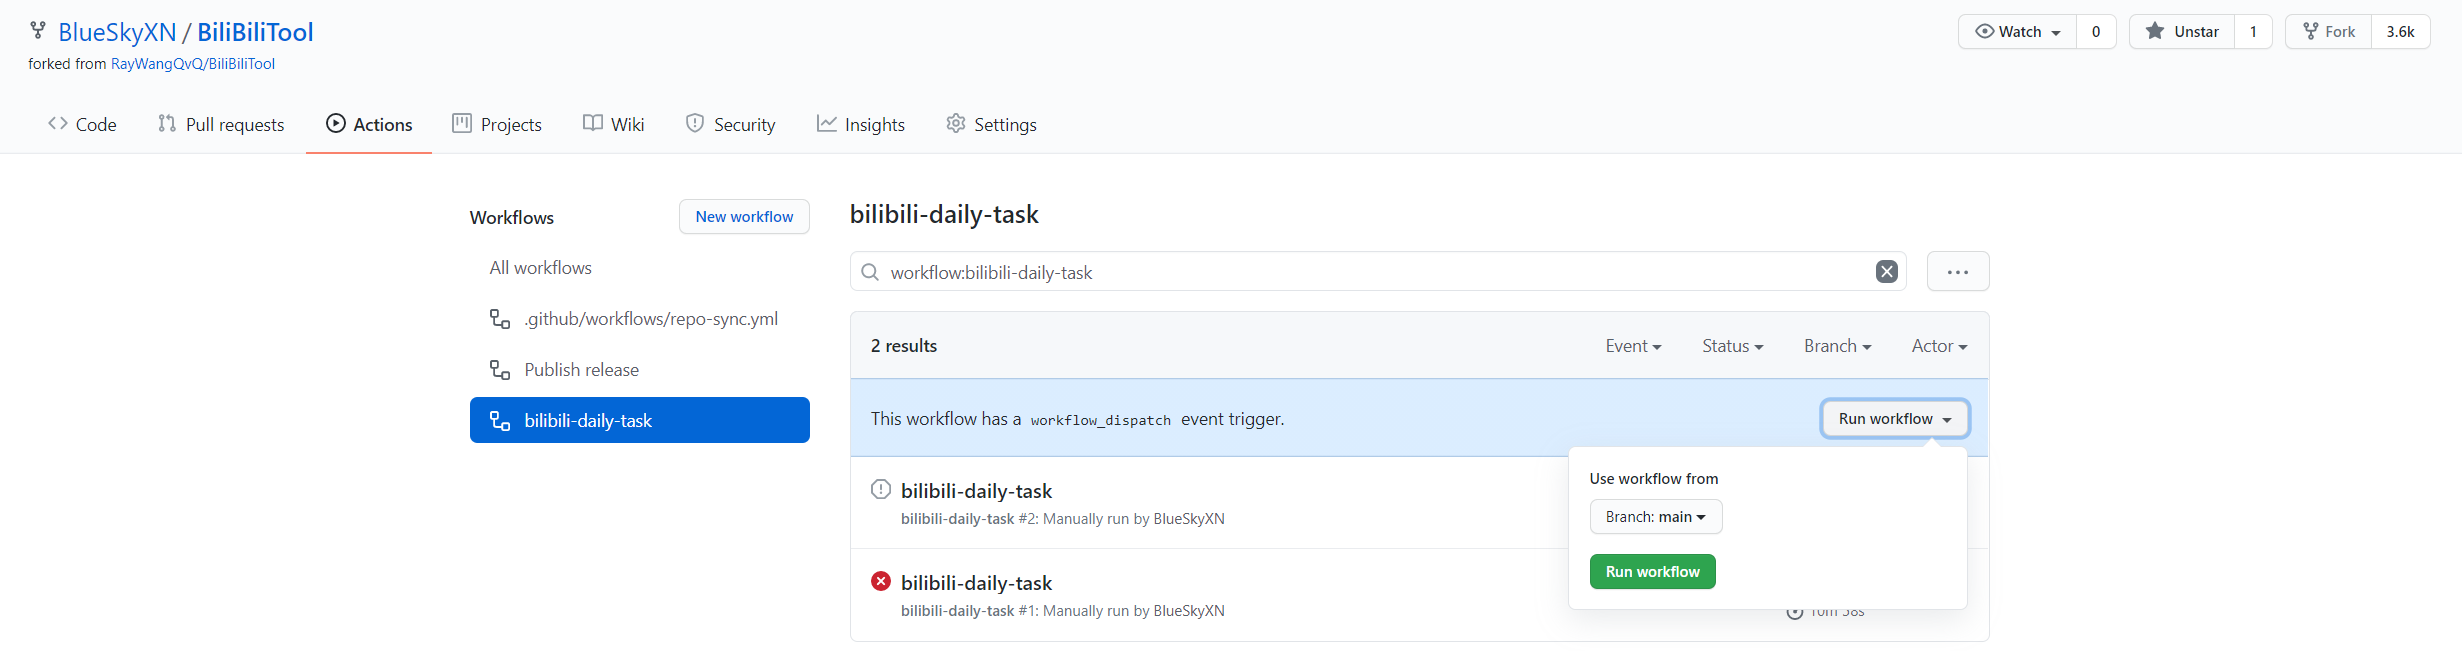 BlueSkyXN / BiliBiliTool
Watch 0
Unstar 1
Fork 3.6k
forked from RayWangQvQ/BiliBiliTool
Code Pull requests Actions Projects Wiki Security Insights Settings
Workflows
New workflow
All workflows
.github/workflows/repo-sync.yml
Publish release
bilibili-daily-task
bilibili-daily-task
workflow:bilibili-daily-task
2 results
Event Status Branch Actor
This workflow has a workflow_dispatch event trigger.
Run workflow
Use workflow from
Branch: main
Run workflow
bilibili-daily-task
bilibili-daily-task #2: Manually run by BlueSkyXN
bilibili-daily-task
bilibili-daily-task #1: Manually run by BlueSkyXN